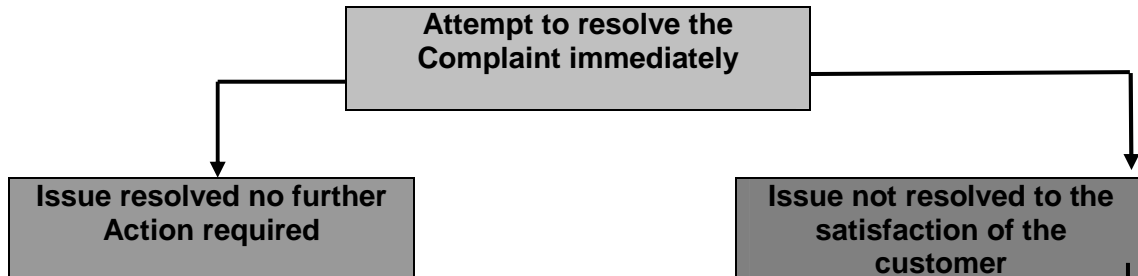 Attempt to resolve the
Complaint immediately
Issue resolved no further
Action required
Issue not resolved to the
satisfaction of the
customer